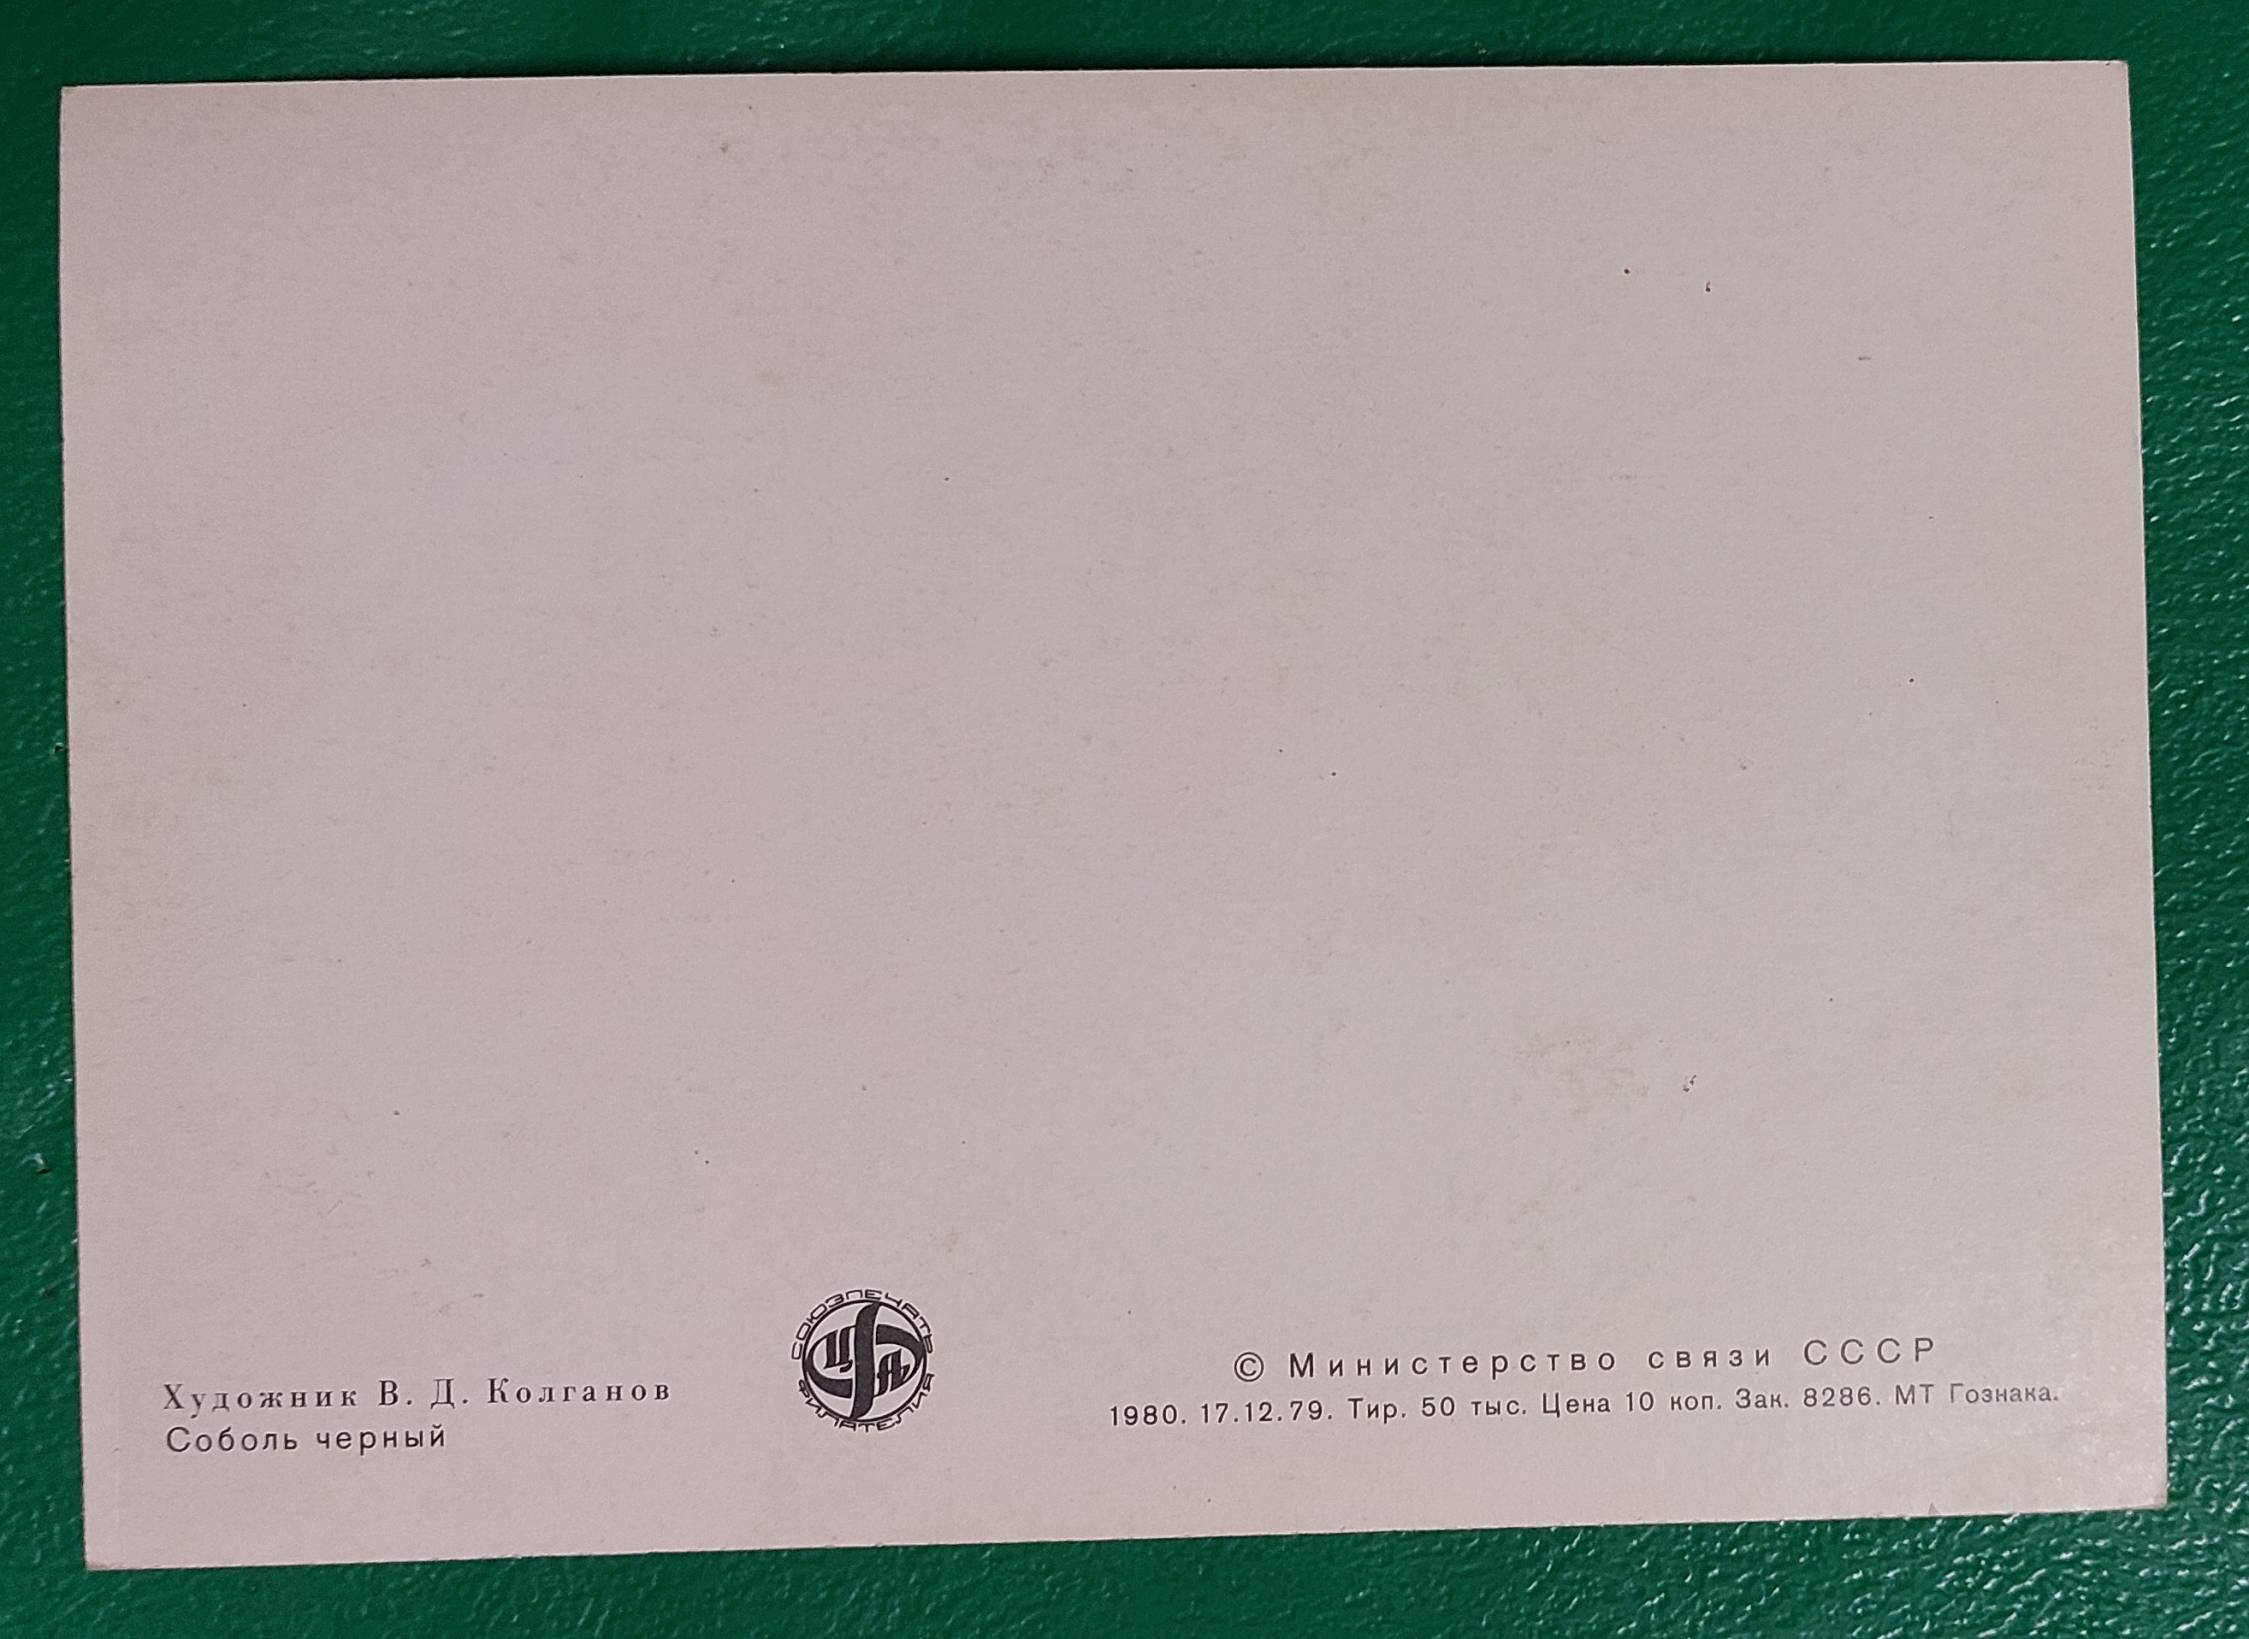 Художник В. Д. Колганов
Соболь черный
СОЮЗПЕЧАТЬ
ЦФА
ФИЛАТЕЛИЯ
© Министерство связи СССР
1980. 17.12.79. Тир. 50 тыс. Цена 10 коп. Зак. 8286. МТ Гознака.